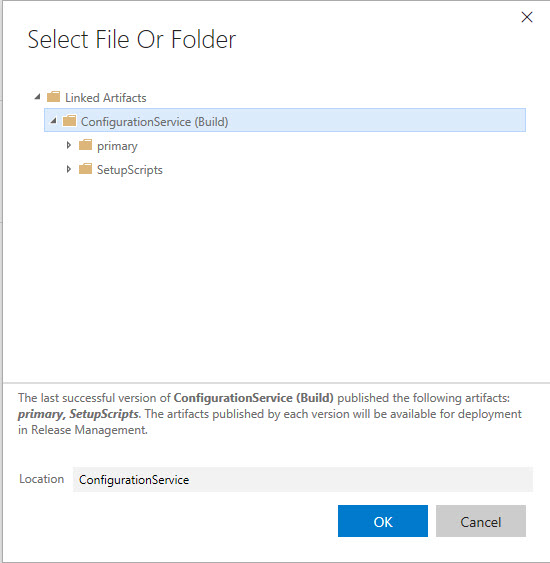 Select File Or Folder
Linked Artifacts
ConfigurationService (Build)
primary
SetupScripts
The last successful version of ConfigurationService (Build) published the following artifacts:
primary, SetupScripts. The artifacts published by each version will be available for deployment
in Release Management.
Location ConfigurationService
OK Cancel